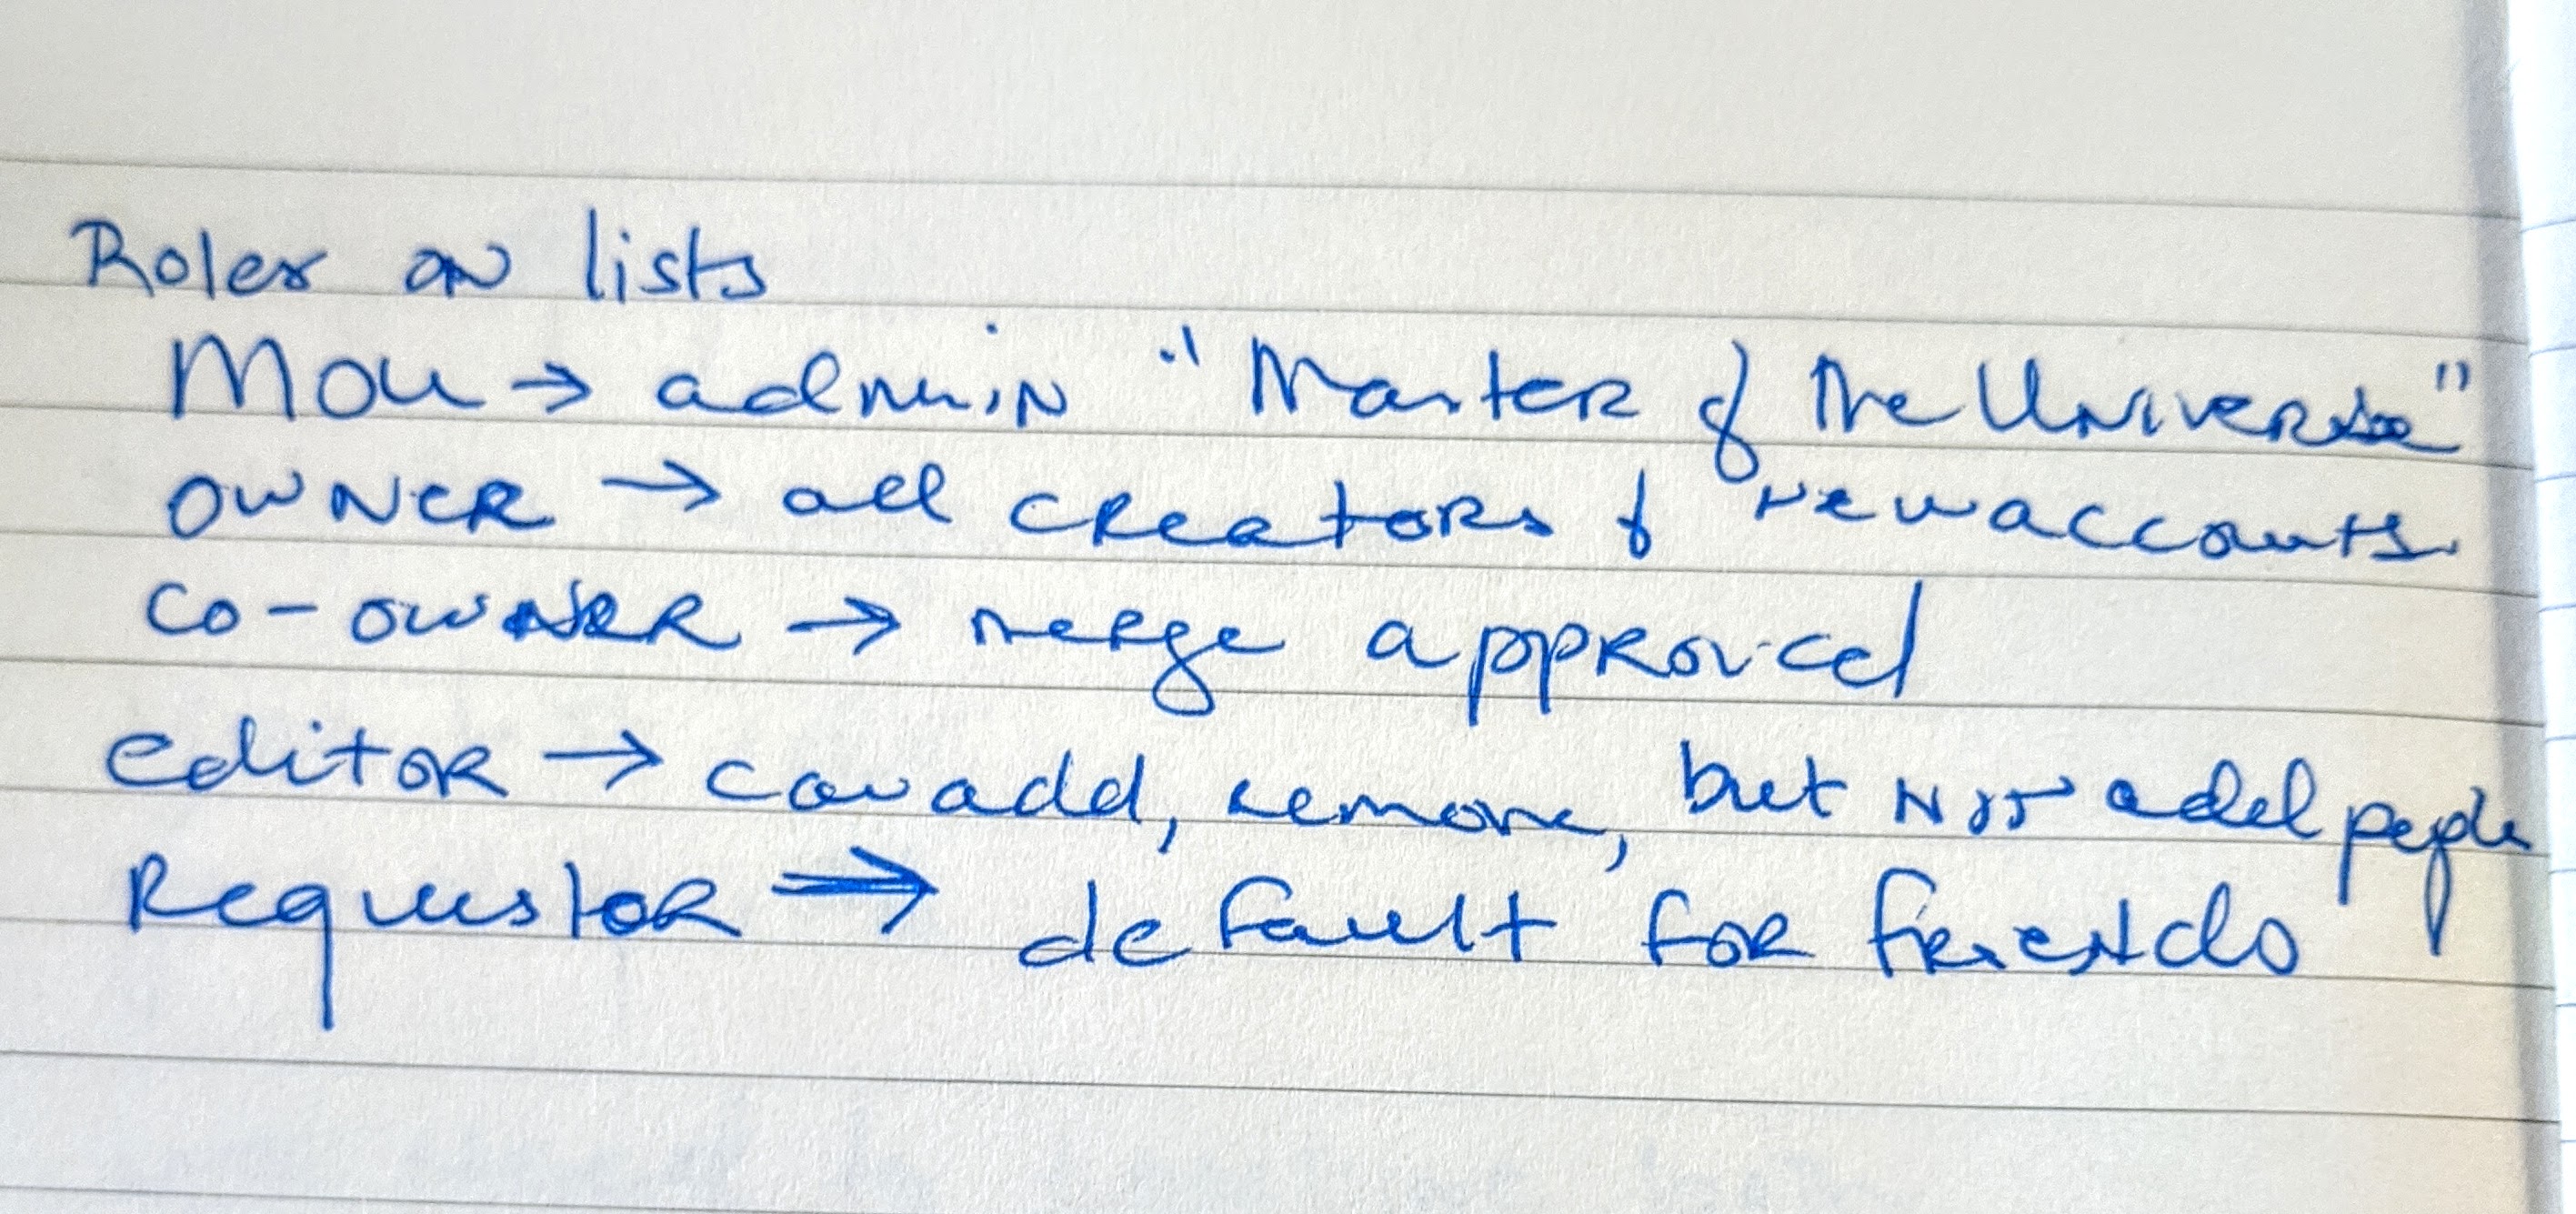 Roles on lists
MOU → admin "Master of the Universe"
owner → all creators of new accounts.
co-owner → merge approval
editor → can add, remove, but not add people
Requestor ⇒ default for friends